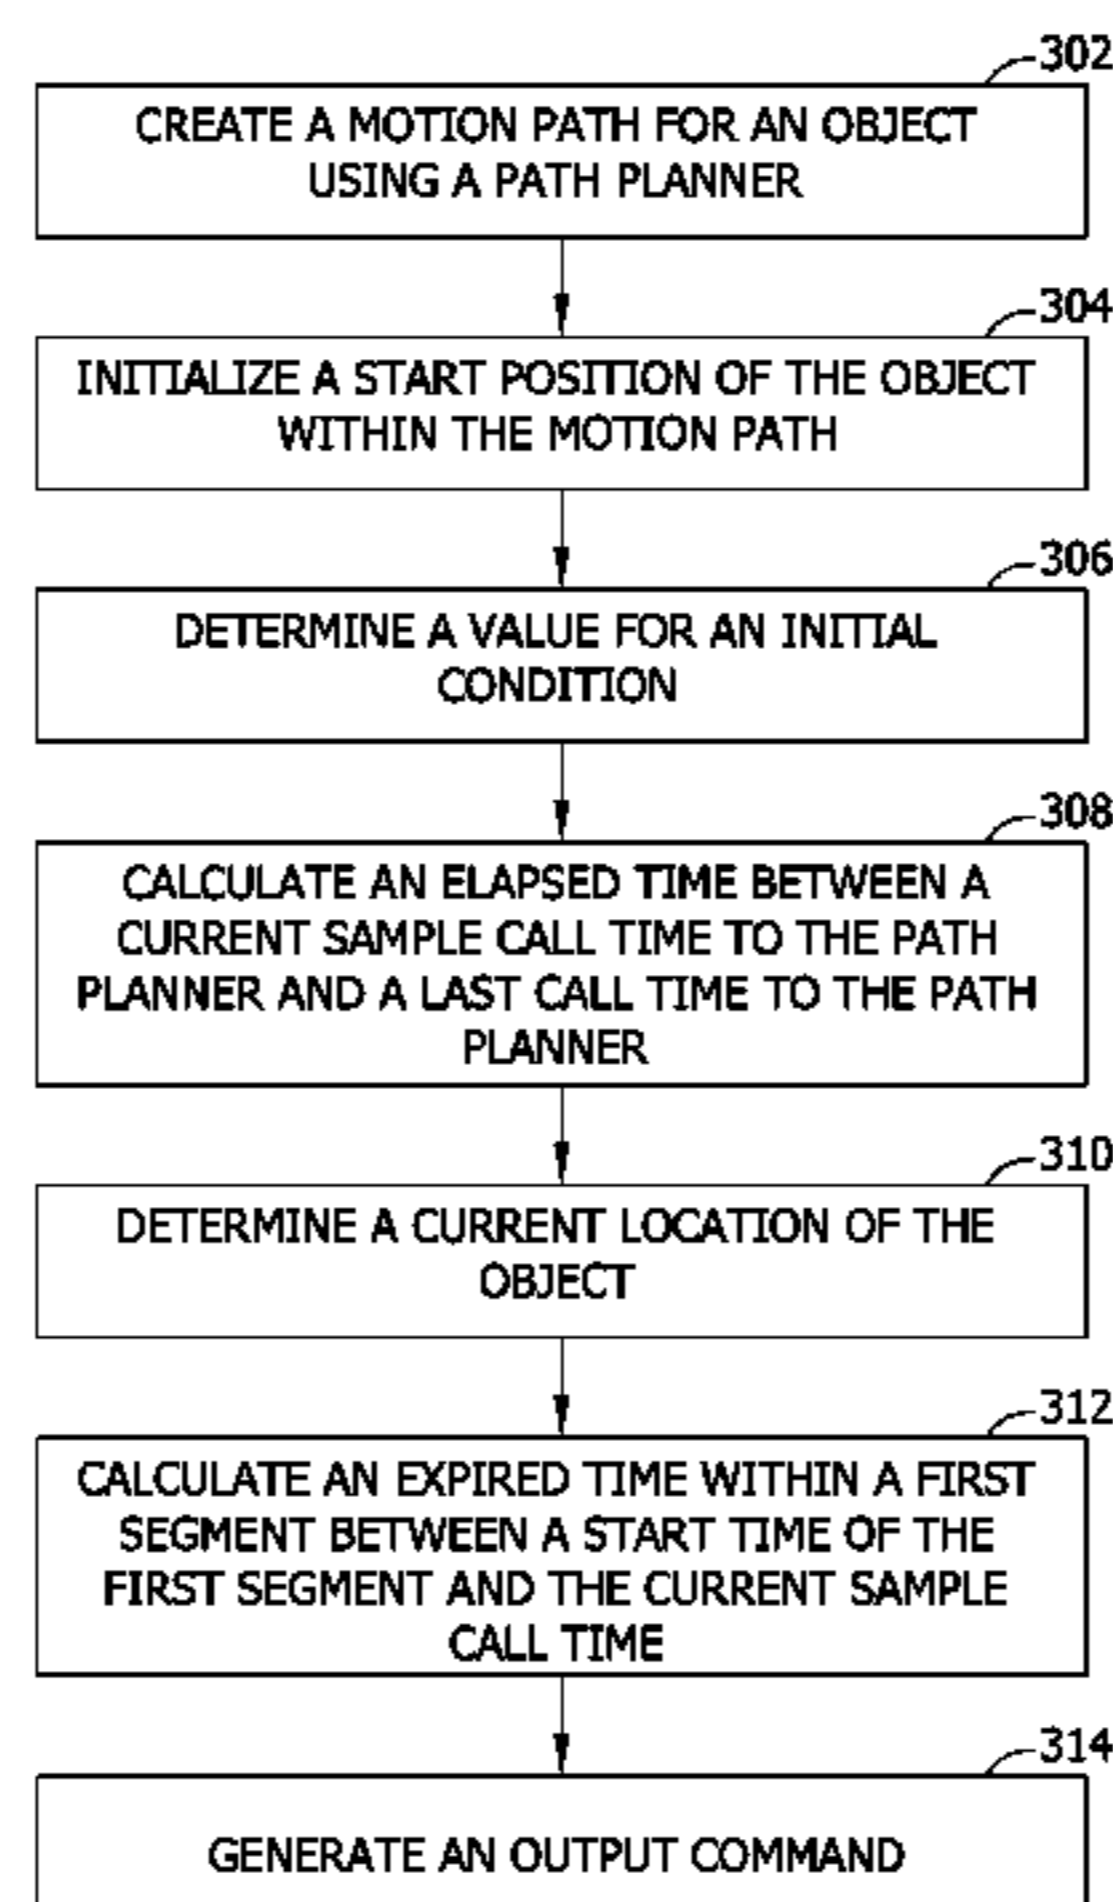 302
CREATE A MOTION PATH FOR AN OBJECT
USING A PATH PLANNER
304
INITIALIZE A START POSITION OF THE OBJECT
WITHIN THE MOTION PATH
306
DETERMINE A VALUE FOR AN INITIAL
CONDITION
308
CALCULATE AN ELAPSED TIME BETWEEN A
CURRENT SAMPLE CALL TIME TO THE PATH
PLANNER AND A LAST CALL TIME TO THE PATH
PLANNER
310
DETERMINE A CURRENT LOCATION OF THE
OBJECT
312
CALCULATE AN EXPIRED TIME WITHIN A FIRST
SEGMENT BETWEEN A START TIME OF THE
FIRST SEGMENT AND THE CURRENT SAMPLE
CALL TIME
314
GENERATE AN OUTPUT COMMAND